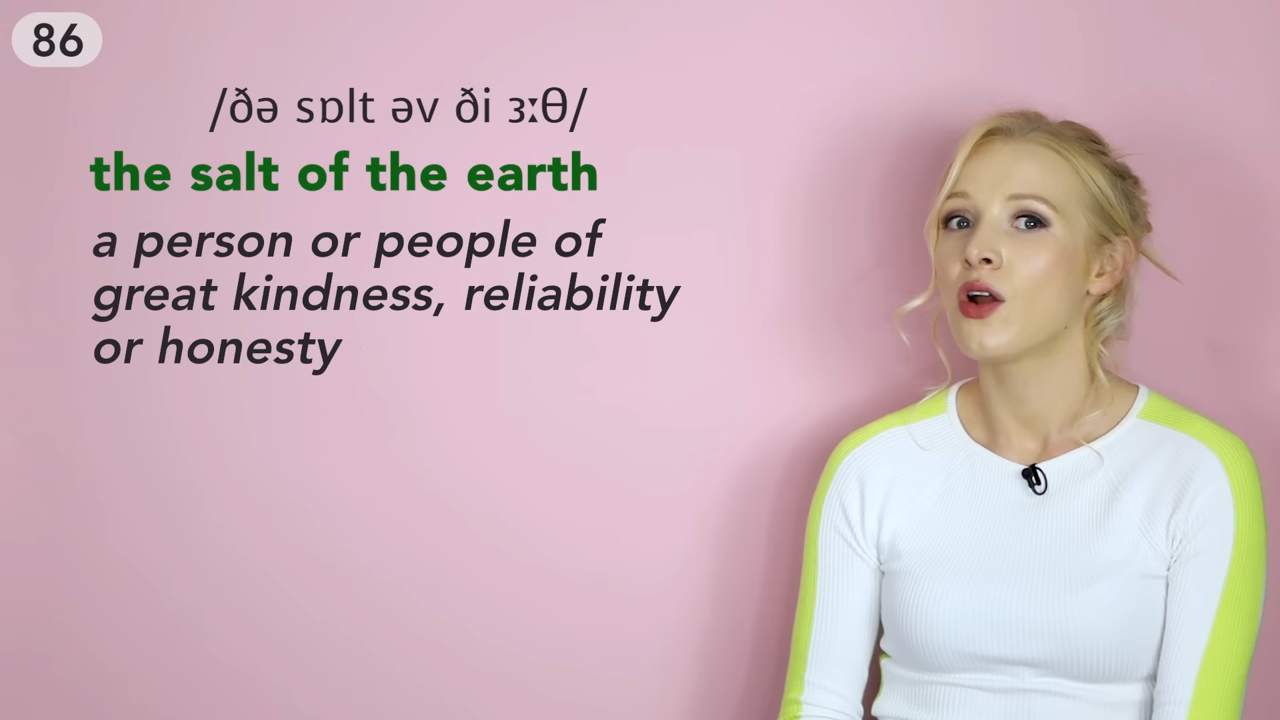 86
/ðə sɒlt əv ði ɜːθ/
the salt of the earth
a person or people of
great kindness, reliability
or honesty